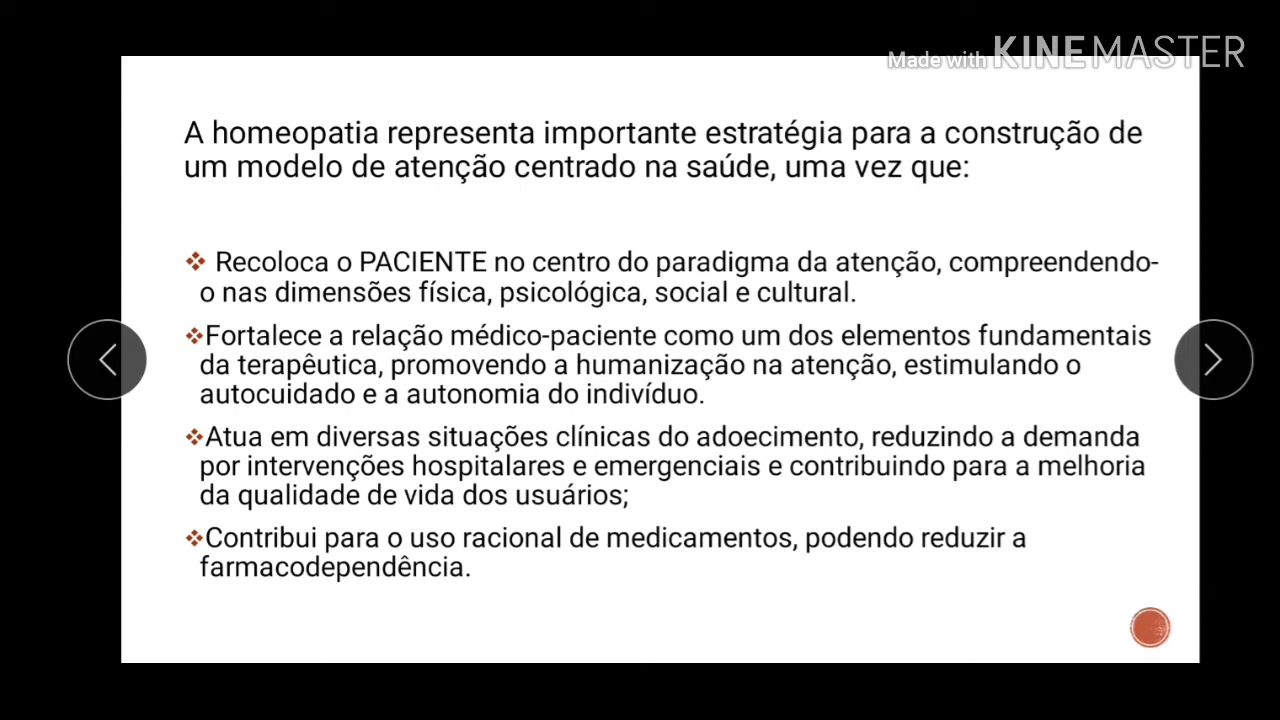 Made with KINEMASTER
A homeopatia representa importante estratégia para a construção de
um modelo de atenção centrado na saúde, uma vez que:
❖ Recoloca o PACIENTE no centro do paradigma da atenção, compreendendo-
o nas dimensões física, psicológica, social e cultural.
❖Fortalece a relação médico-paciente como um dos elementos fundamentais
da terapêutica, promovendo a humanização na atenção, estimulando o
autocuidado e a autonomia do indivíduo.
❖Atua em diversas situações clínicas do adoecimento, reduzindo a demanda
por intervenções hospitalares e emergenciais e contribuindo para a melhoria
da qualidade de vida dos usuários;
❖Contribui para o uso racional de medicamentos, podendo reduzir a
farmacodependência.